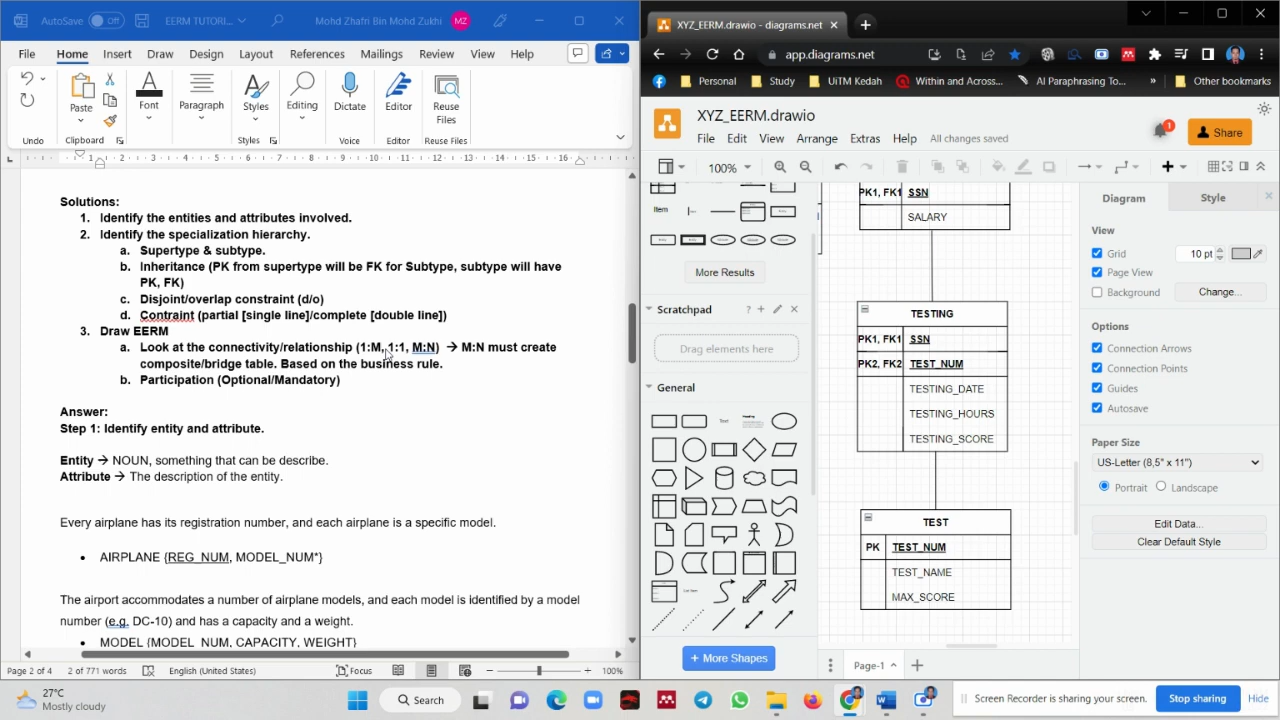 AutoSave Off
EERM TUTORI...
Mohd Zhafri Bin Mohd Zukhi
MZ
File Home Insert Draw Design Layout References Mailings Review View Help
Paste
Font
Paragraph
Styles
Editing
Dictate
Editor
Reuse
Files
Undo
Clipboard
Styles
Voice
Editor
Reuse Files
Solutions:
1. Identify the entities and attributes involved.
2. Identify the specialization hierarchy.
a. Supertype & subtype.
b. Inheritance (PK from supertype will be FK for Subtype, subtype will have
PK, FK)
c. Disjoint/overlap constraint (d/o)
d. Contraint (partial [single line]/complete [double line])
3. Draw EERM
a. Look at the connectivity/relationship (1:M, 1:1, M:N) → M:N must create
composite/bridge table. Based on the business rule.
b. Participation (Optional/Mandatory)
Answer:
Step 1: Identify entity and attribute.
Entity → NOUN, something that can be describe.
Attribute → The description of the entity.
Every airplane has its registration number, and each airplane is a specific model.
• AIRPLANE {REG_NUM, MODEL_NUM*}
The airport accommodates a number of airplane models, and each model is identified by a model
number (e.g. DC-10) and has a capacity and a weight.
• MODEL {MODEL_NUM, CAPACITY, WEIGHT}
Page 2 of 4
2 of 771 words
English (United States)
Focus
100%
XYZ_EERM.drawio - diagrams.net
app.diagrams.net
Personal
Study
UiTM Kedah
Within and Across...
AI Paraphrasing To...
»
Other bookmarks
XYZ_EERM.drawio
File Edit View Arrange Extras Help
All changes saved
1
Share
100%
Item
More Results
Scratchpad
Drag elements here
General
+ More Shapes
PK1, FK1 SSN
SALARY
TESTING
PK1, FK1 SSN
PK2, FK2 TEST_NUM
TESTING_DATE
TESTING_HOURS
TESTING_SCORE
TEST
PK TEST_NUM
TEST_NAME
MAX_SCORE
Page-1
Diagram
Style
View
Grid
10 pt
Page View
Background
Change...
Options
Connection Arrows
Connection Points
Guides
Autosave
Paper Size
US-Letter (8,5" x 11")
Portrait
Landscape
Edit Data...
Clear Default Style
27°C
Mostly cloudy
Search
Screen Recorder is sharing your screen.
Stop sharing
Hide